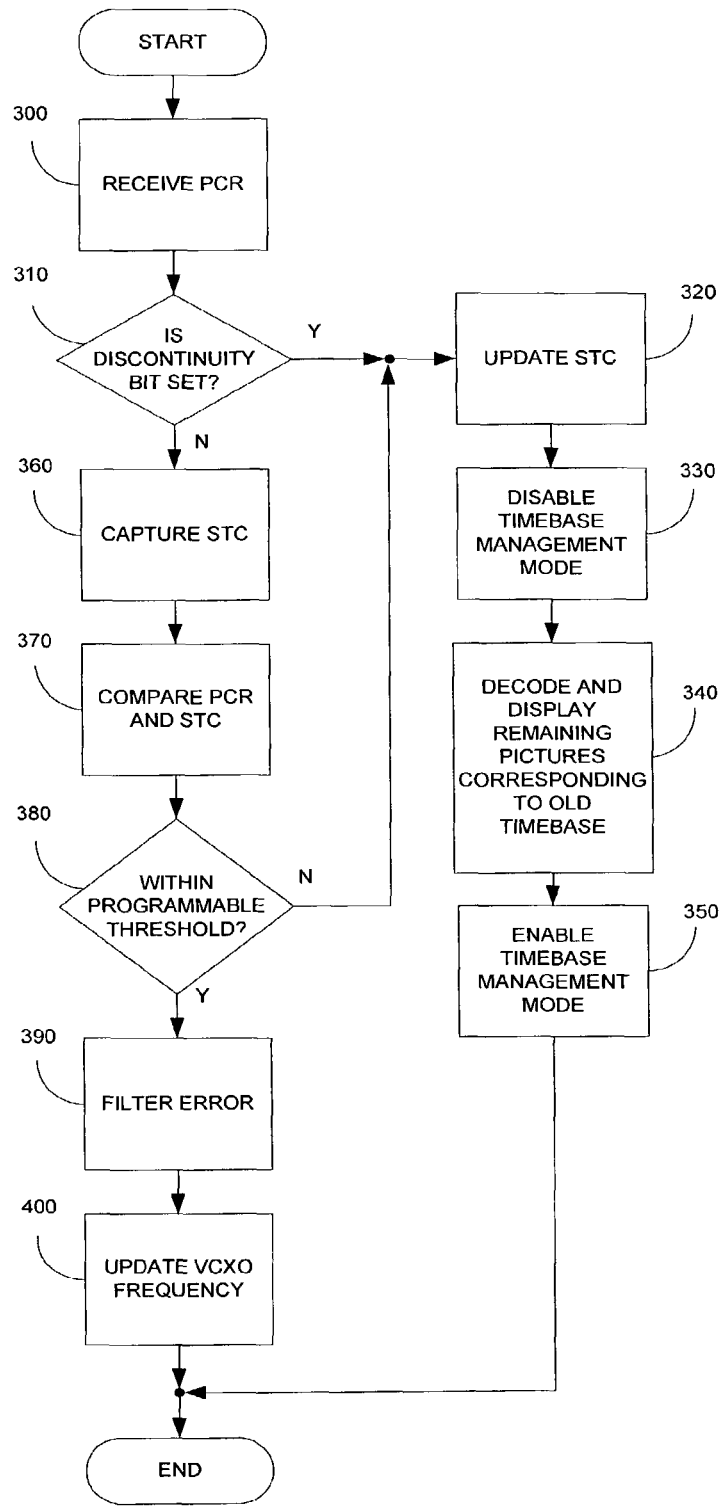 START
300
RECEIVE PCR
310
IS
DISCONTINUITY
BIT SET?
Y
N
320
UPDATE STC
330
DISABLE
TIMEBASE
MANAGEMENT
MODE
340
DECODE AND
DISPLAY
REMAINING
PICTURES
CORRESPONDING
TO OLD
TIMEBASE
350
ENABLE
TIMEBASE
MANAGEMENT
MODE
360
CAPTURE STC
370
COMPARE PCR
AND STC
380
WITHIN
PROGRAMMABLE
THRESHOLD?
N
Y
390
FILTER ERROR
400
UPDATE VCXO
FREQUENCY
END